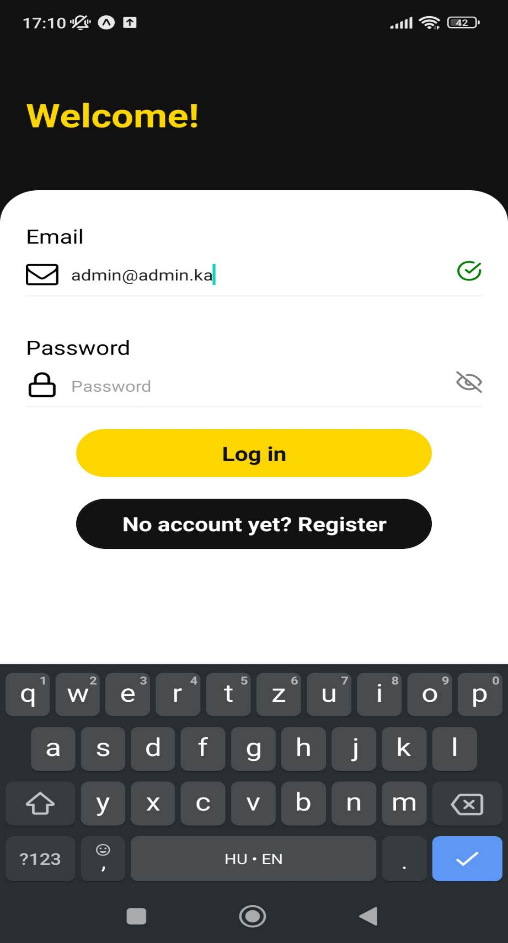 17:10 42
Welcome!
Email
admin@admin.ka
Password
Password
Log in
No account yet? Register
1 2 3 4 5 6 7 8 9 0
q w e r t z u i o p
a s d f g h j k l
y x c v b n m
?123 , HU • EN .